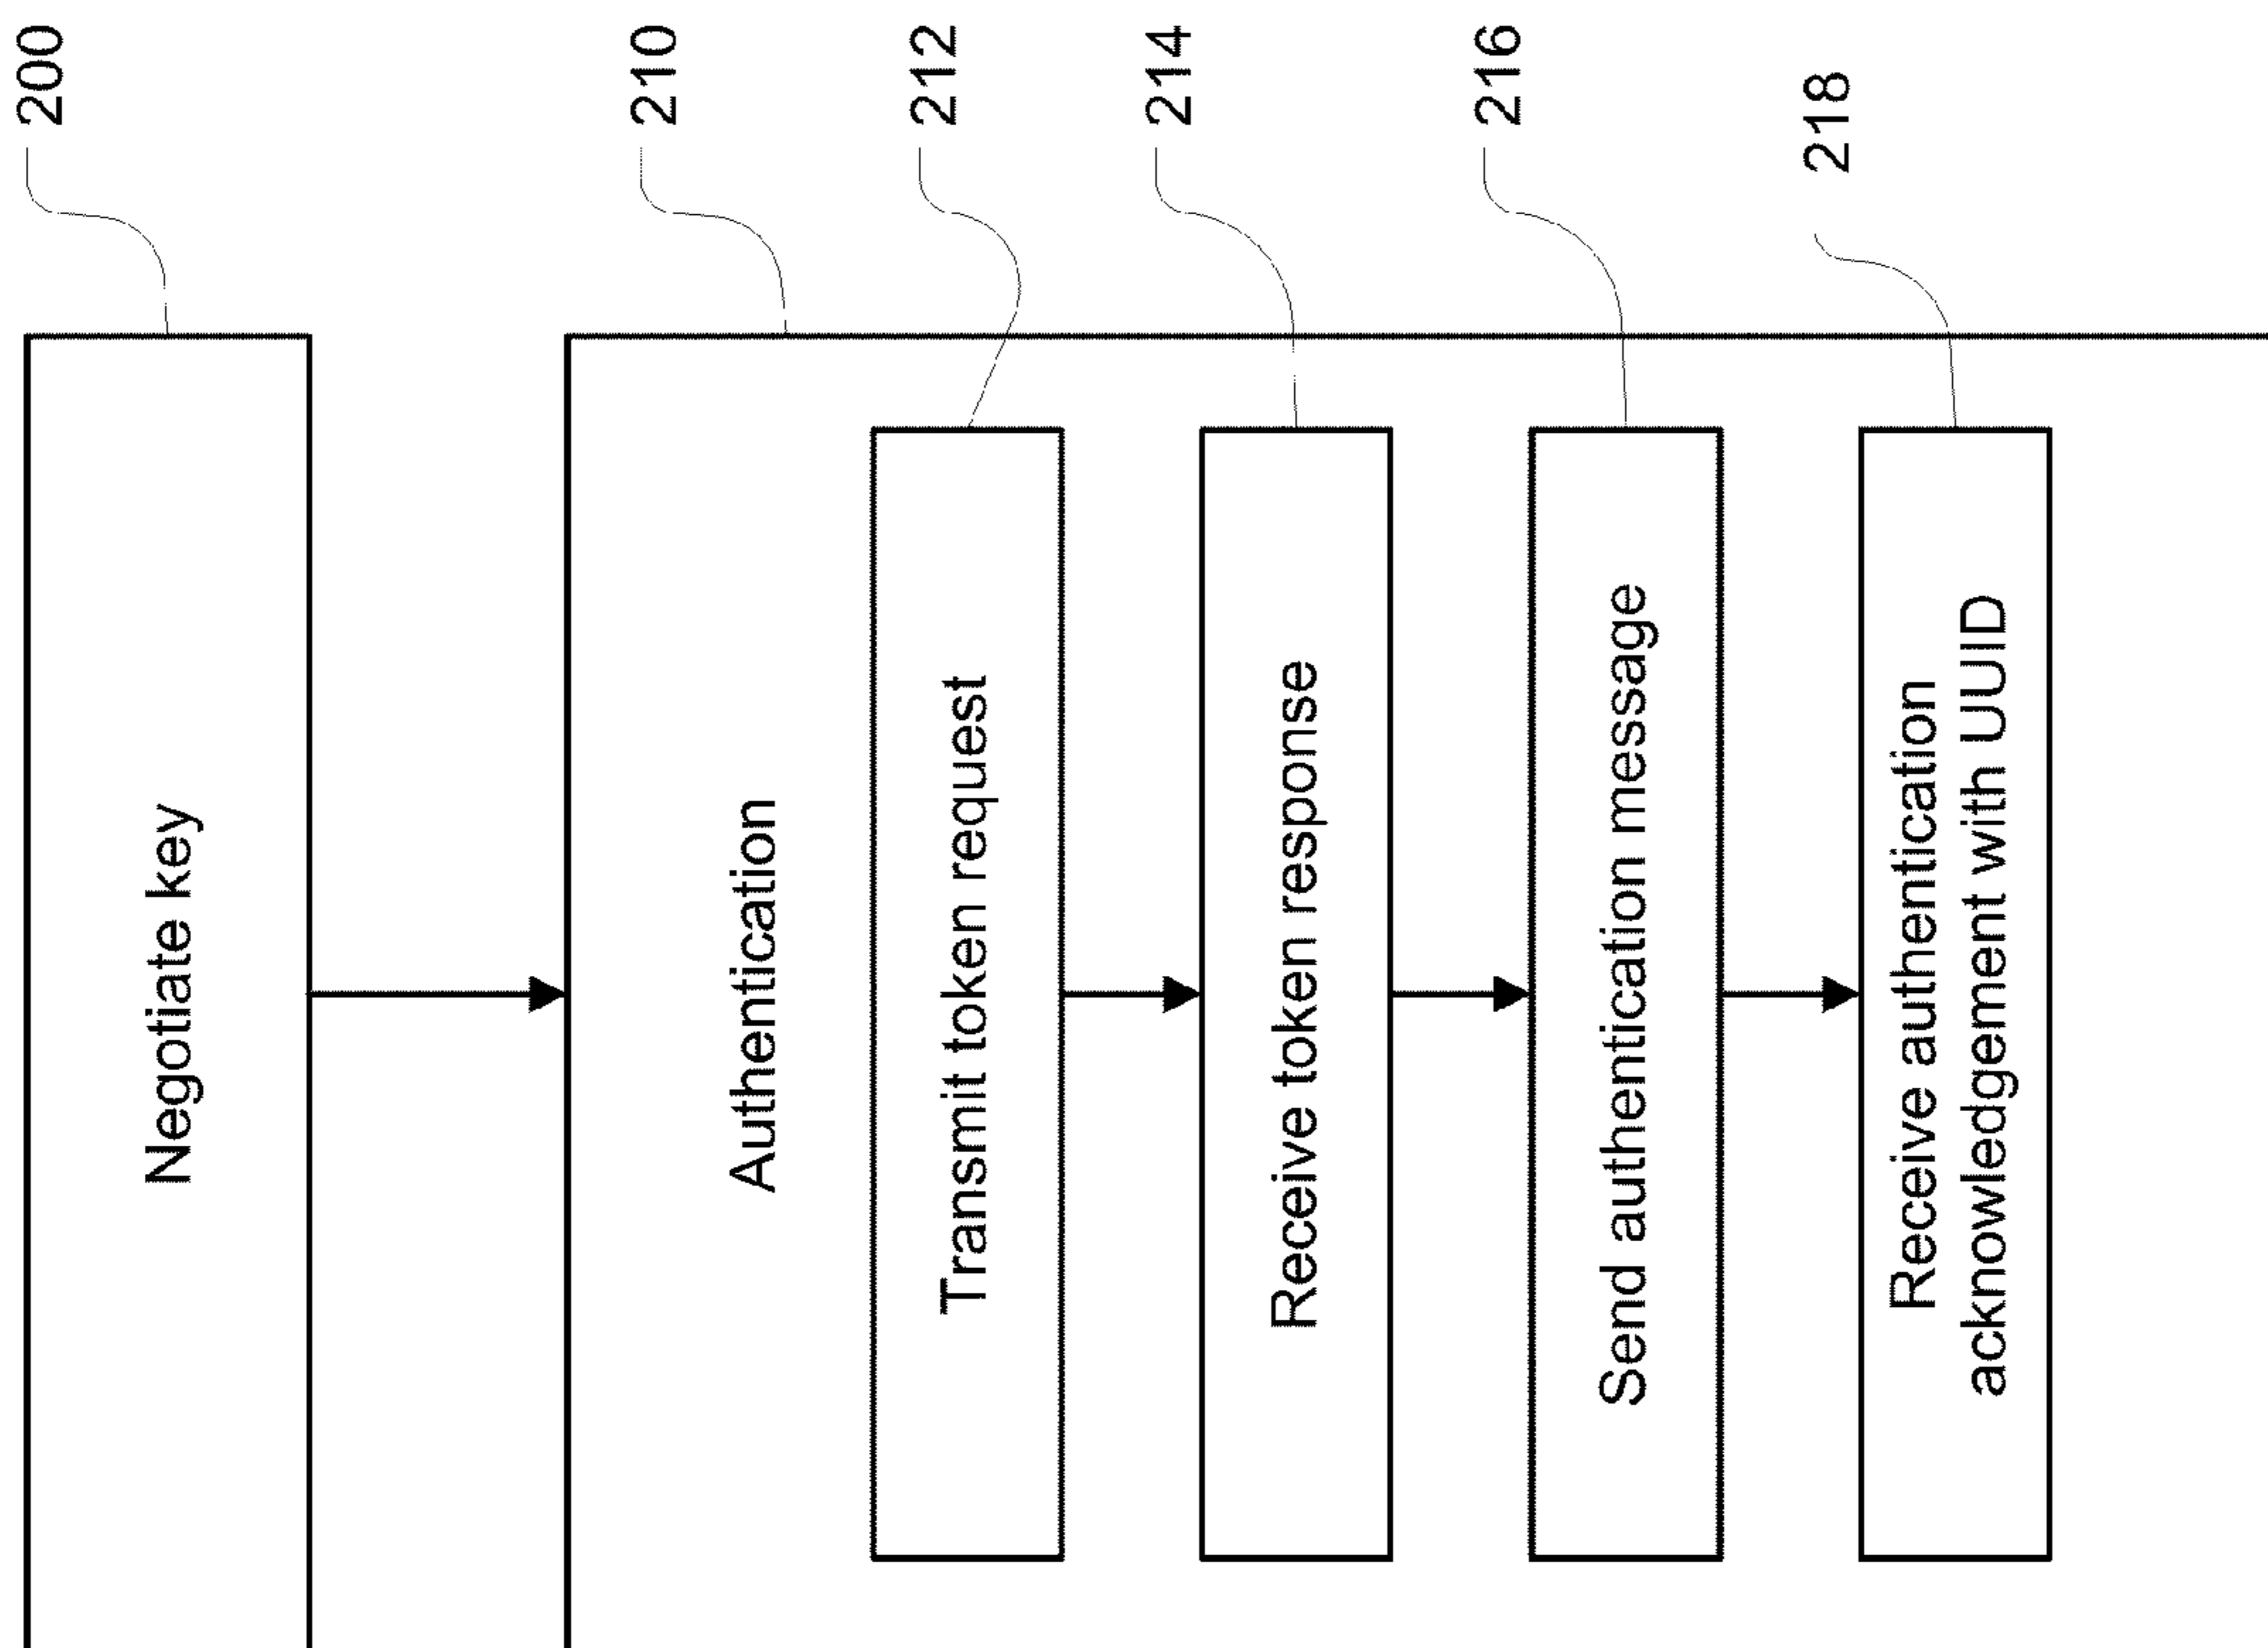 Negotiate key
200
Authentication
210
Transmit token request
212
Receive token response
214
Send authentication message
216
Receive authentication
acknowledgement with UUID
218